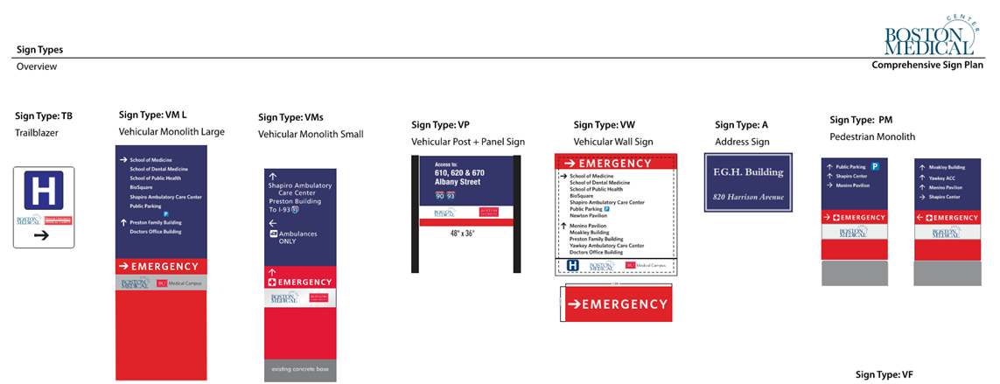 CENTER
BOSTON
MEDICAL
Sign Types
Overview
Comprehensive Sign Plan
Sign Type: TB
Trailblazer
H
BOSTON
MEDICAL
Sign Type: VM L
Vehicular Monolith Large
School of Medicine
School of Dental Medicine
School of Public Health
BioSquare
Shapiro Ambulatory Care Center
Public Parking
P
Preston Family Building
Doctors Office Building
EMERGENCY
BOSTON
MEDICAL
BU Medical Campus
Sign Type: VMs
Vehicular Monolith Small
Shapiro Ambulatory
Care Center
Preston Building
To I-93
Ambulances
ONLY
EMERGENCY
BOSTON
MEDICAL
existing concrete base
Sign Type: VP
Vehicular Post + Panel Sign
Access to:
610, 620 & 670
Albany Street
90 93
BOSTON
MEDICAL
48" x 36"
Sign Type: VW
Vehicular Wall Sign
EMERGENCY
School of Medicine
School of Dental Medicine
School of Public Health
BioSquare
Shapiro Ambulatory Care Center
Public Parking P
Newton Pavilion
Menino Pavilion
Moakley Building
Preston Family Building
Yawkey Ambulatory Care Center
Doctors Office Building
H
BOSTON
MEDICAL
BU Medical Campus
EMERGENCY
Sign Type: A
Address Sign
F.G.H. Building
820 Harrison Avenue
Sign Type: PM
Pedestrian Monolith
Public Parking P
Shapiro Center
Menino Pavilion
EMERGENCY
BOSTON
MEDICAL
Moakley Building
Yawkey ACC
Menino Pavilion
Shapiro Center
EMERGENCY
BOSTON
MEDICAL
Sign Type: VF